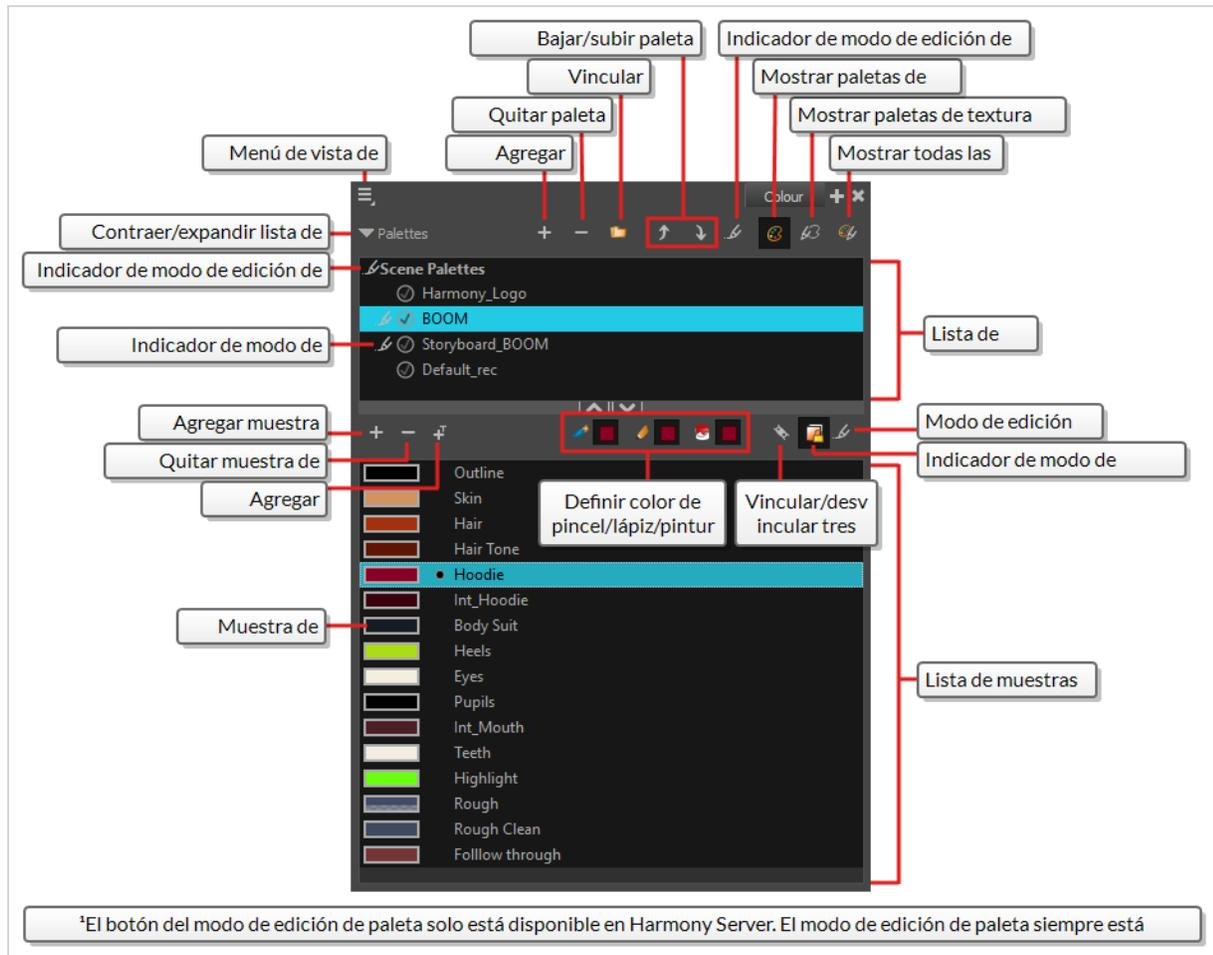 Bajar/subir paleta
Indicador de modo de edición de
Vincular
Mostrar paletas de
Quitar paleta
Mostrar paletas de textura
Menú de vista de
Agregar
Mostrar todas las
Colour
Contraer/expandir lista de
Palettes
Indicador de modo de edición de
Scene Palettes
Harmony_Logo
BOOM
Lista de
Indicador de modo de
Storyboard_BOOM
Default_rec
Agregar muestra
Modo de edición
Quitar muestra de
Indicador de modo de
Agregar
Outline
Skin
Hair
Hair Tone
Definir color de
pincel/lápiz/pintur
Vincular/desv
incular tres
Hoodie
Int_Hoodie
Muestra de
Body Suit
Heels
Eyes
Lista de muestras
Pupils
Int_Mouth
Teeth
Highlight
Rough
Rough Clean
Folllow through
¹El botón del modo de edición de paleta solo está disponible en Harmony Server. El modo de edición de paleta siempre está